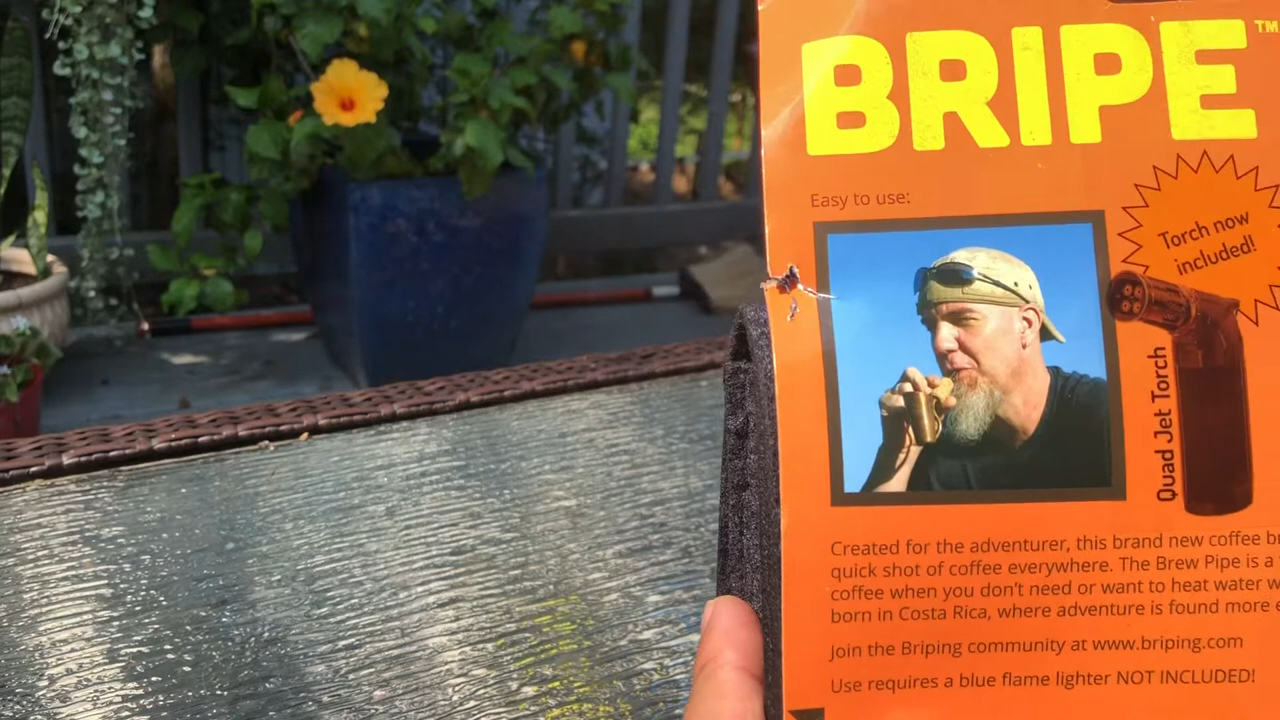 BRIPE™
Easy to use:
Torch now
included!
Quad Jet Torch
Created for the adventurer, this brand new coffee
quick shot of coffee everywhere. The Brew Pipe is a
coffee when you don't need or want to heat water
born in Costa Rica, where adventure is found more
Join the Briping community at www.briping.com
Use requires a blue flame lighter NOT INCLUDED!